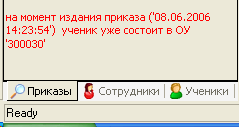 на момент издания приказа ('08.06.2006
14:23:54')  ученик уже состоит в ОУ
'300030'
Приказы
Сотрудники
Ученики
Ready